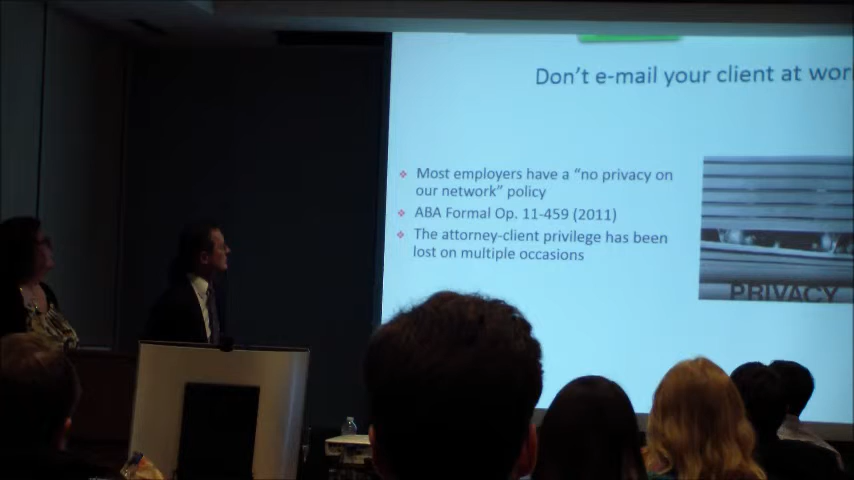 Don't e-mail your client at wor
Most employers have a "no privacy on
our network" policy
ABA Formal Op. 11-459 (2011)
The attorney-client privilege has been
lost on multiple occasions
PRIVACY